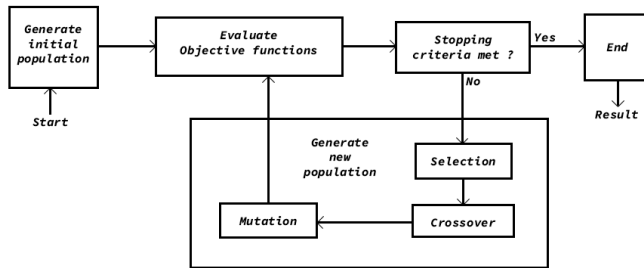 Generate
initial
population
Start
Evaluate
Objective functions
Stopping
criteria met ?
Yes
No
End
Result
Generate
new
population
Selection
Crossover
Mutation